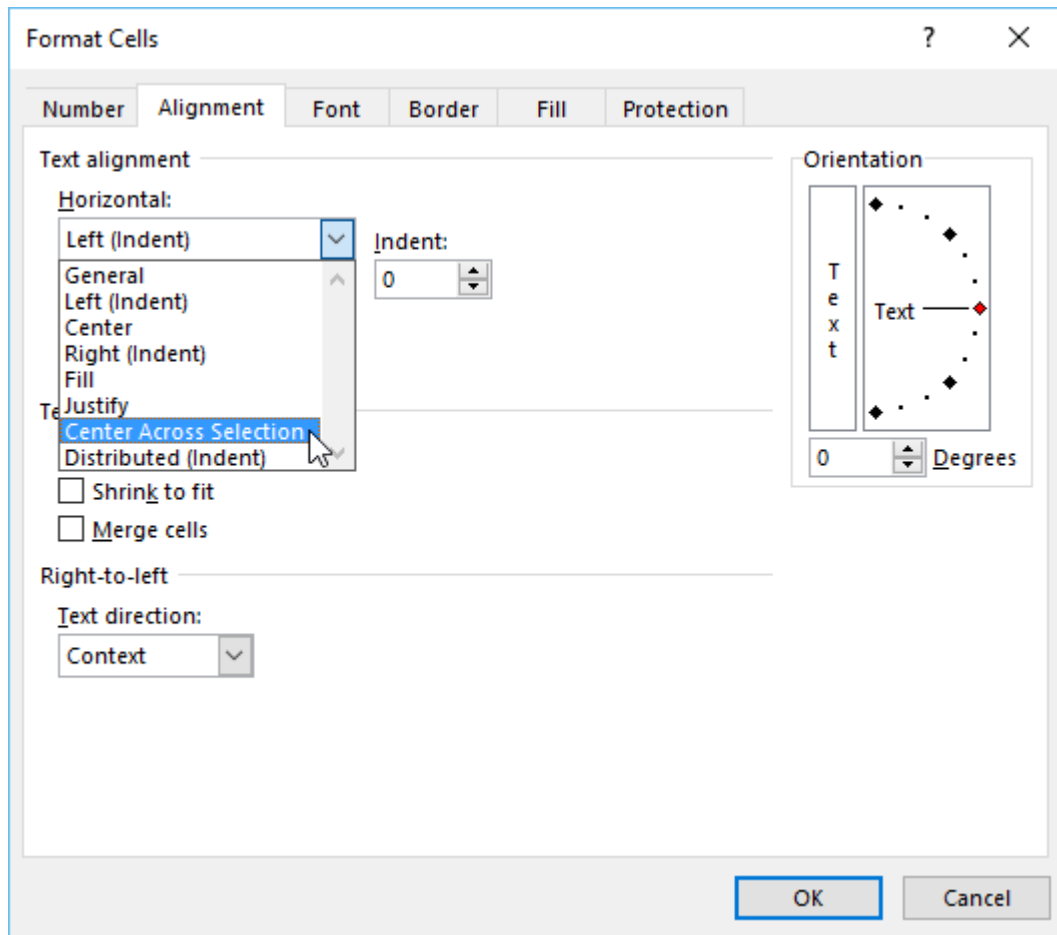 Format Cells
?
Number Alignment Font Border Fill Protection
Text alignment
Horizontal:
Left (Indent)
Indent:
0
General
Left (Indent)
Center
Right (Indent)
Fill
Justify
Center Across Selection
Distributed (Indent)
Te
Shrink to fit
Merge cells
Right-to-left
Text direction:
Context
Orientation
Text
Text
0 Degrees
OK Cancel